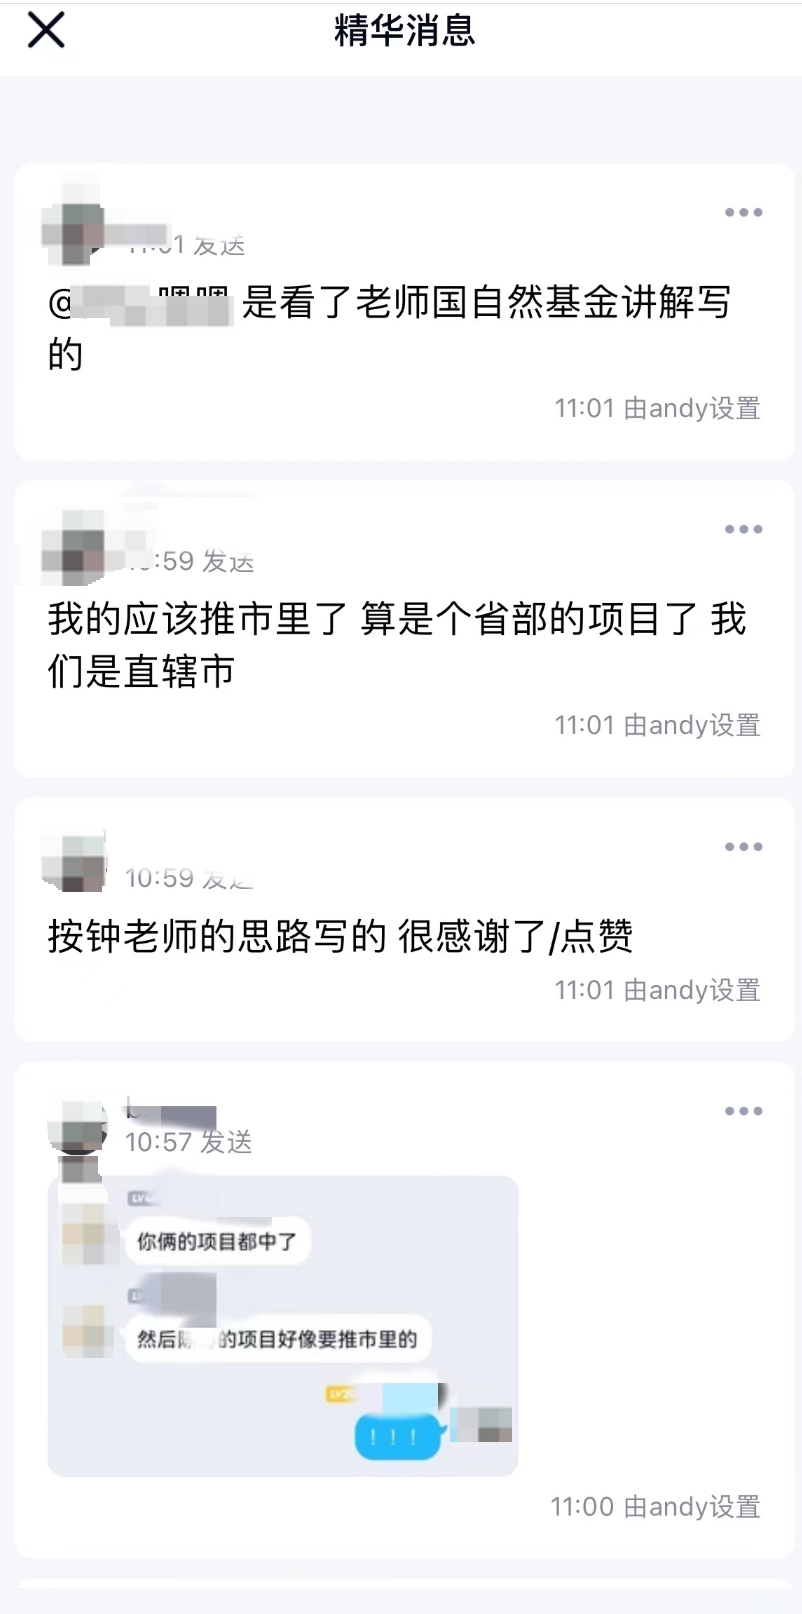 精华消息
11:01 发送
@ 嗯嗯 是看了老师国自然基金讲解写
的
11:01 由andy设置
:59 发送
我的应该推市里了 算是个省部的项目了 我
们是直辖市
11:01 由andy设置
10:59 发送
按钟老师的思路写的 很感谢了/点赞
11:01 由andy设置
10:57 发送
你俩的项目都中了
然后 的项目好像要推市里的
！！！
11:00 由andy设置